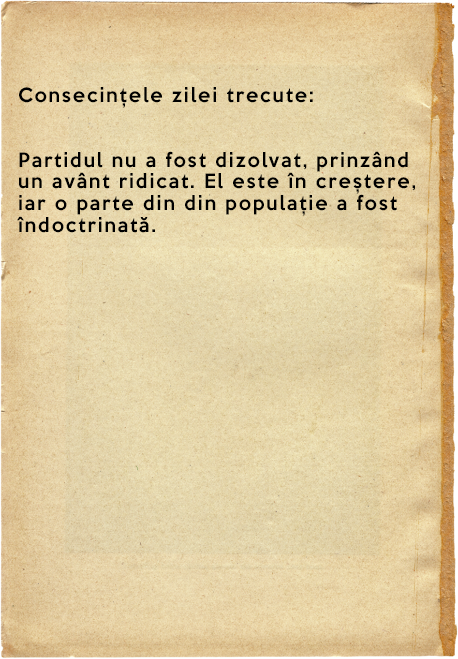 Consecințele zilei trecute:
Partidul nu a fost dizolvat, prinzând
un avânt ridicat. El este în creștere,
iar o parte din din populație a fost
îndoctrinată.